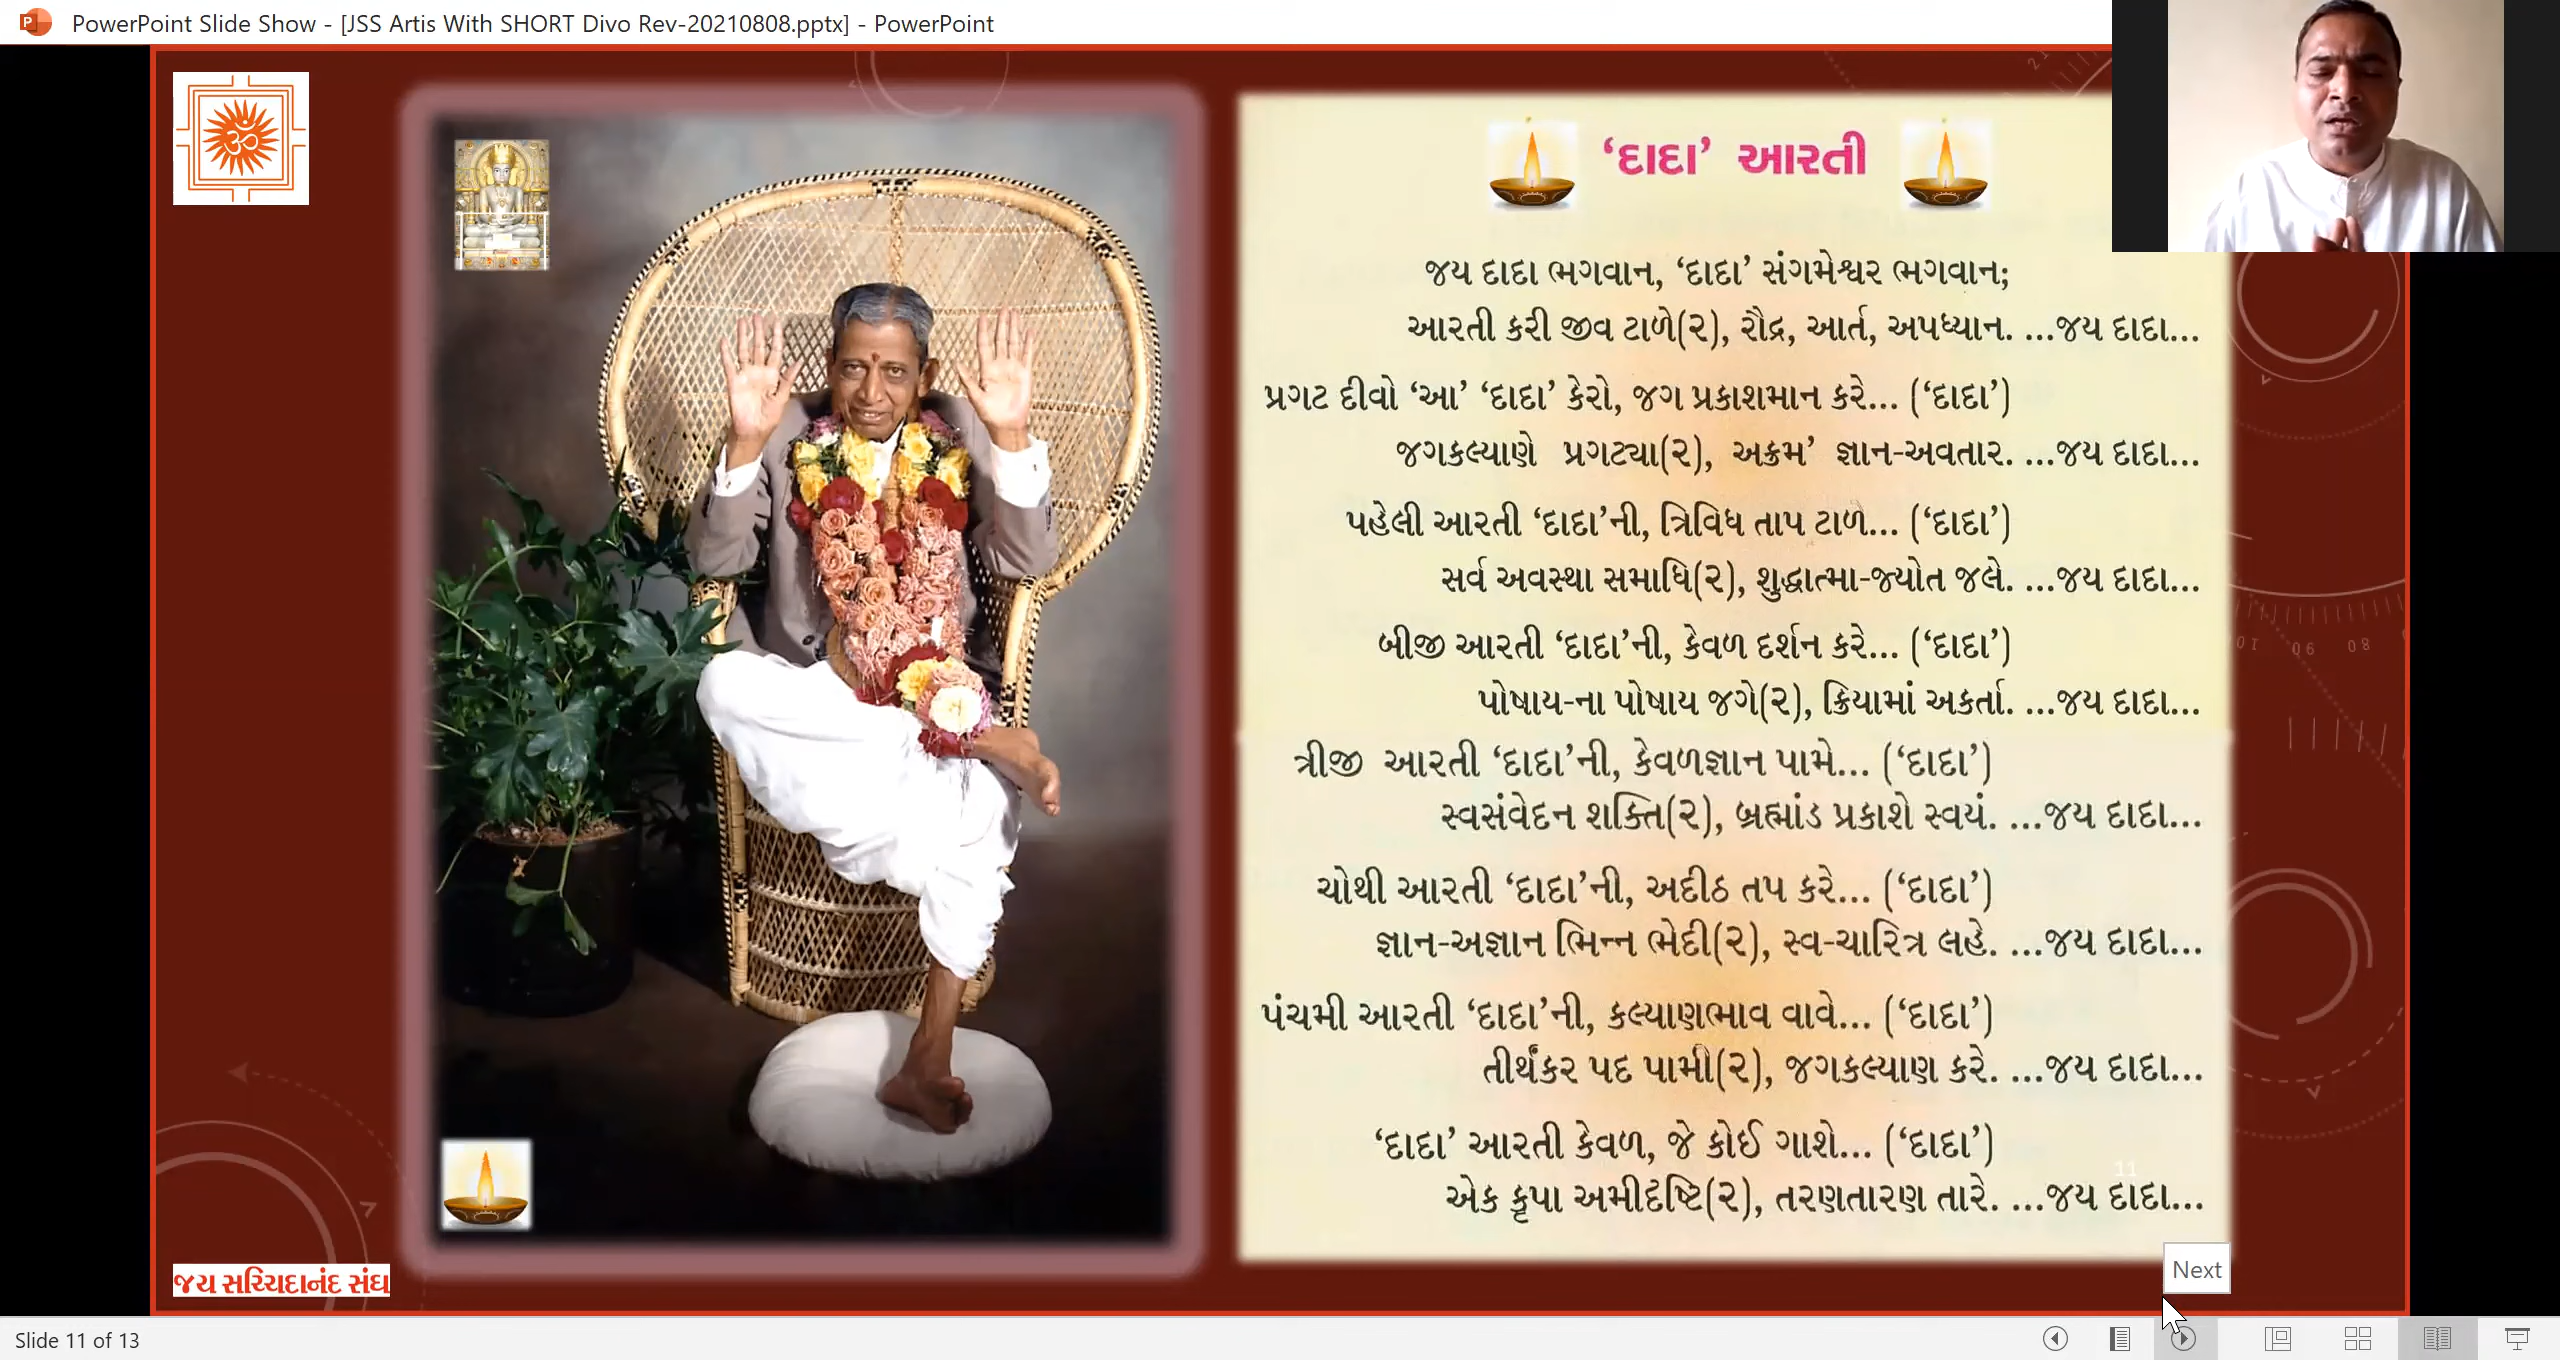 PowerPoint Slide Show - [JSS Artis With SHORT Divo Rev-20210808.pptx] - PowerPoint
ૐ
‘દાદા’ આરતી
જય દાદા ભગવાન, ‘દાદા’ સંગમેશ્વર ભગવાન;
આરતી કરી જીવ ટાળે(૨), રૌદ્ર, આર્ત, અપધ્યાન. ...જય દાદા...
પ્રગટ દીવો ‘આ’ ‘દાદા’ કેરો, જગ પ્રકાશમાન કરે... (‘દાદા’)
જગકલ્યાણે પ્રગટ્યા(૨), અક્રમ’ જ્ઞાન-અવતાર. ...જય દાદા...
પહેલી આરતી ‘દાદા’ની, ત્રિવિધ તાપ ટાળે... (‘દાદા’)
સર્વ અવસ્થા સમાધિ(૨), શુદ્ધાત્મા-જ્યોત જલે. ...જય દાદા...
બીજી આરતી ‘દાદા’ની, કેવળ દર્શન કરે... (‘દાદા’)
પોષાય-ના પોષાય જગે(૨), ક્રિયામાં અકર્તા. ...જય દાદા...
ત્રીજી આરતી ‘દાદા’ની, કેવળજ્ઞાન પામે... (‘દાદા’)
સ્વસંવેદન શક્તિ(૨), બ્રહ્માંડ પ્રકાશે સ્વયં. ...જય દાદા...
ચોથી આરતી ‘દાદા’ની, અદીઠ તપ કરે... (‘દાદા’)
જ્ઞાન-અજ્ઞાન ભિન્ન ભેદી(૨), સ્વ-ચારિત્ર લહે. ...જય દાદા...
પંચમી આરતી ‘દાદા’ની, કલ્યાણભાવ વાવે... (‘દાદા’)
તીર્થંકર પદ પામી(૨), જગકલ્યાણ કરે. ...જય દાદા...
‘દાદા’ આરતી કેવળ, જે કોઈ ગાશે... (‘દાદા’)
11
એક કૃપા અમીદૃષ્ટિ(૨), તરણતારણ તારે. ...જય દાદા...
Next
જય સચ્ચિદાનંદ સંઘ
Slide 11 of 13